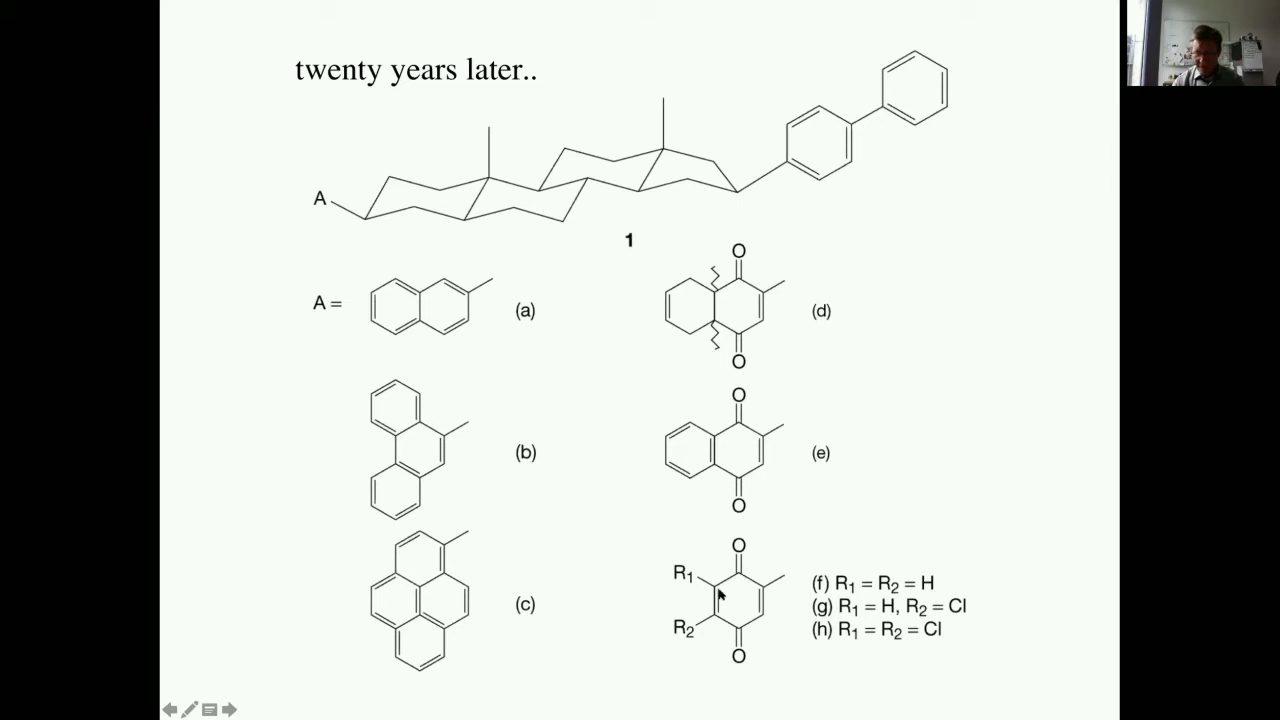 twenty years later..
A
1
A =
(a)
O
O
(d)
(b)
O
O
(e)
(c)
O
R1
R2
O
(f) R1 = R2 = H
(g) R1 = H, R2 = Cl
(h) R1 = R2 = Cl